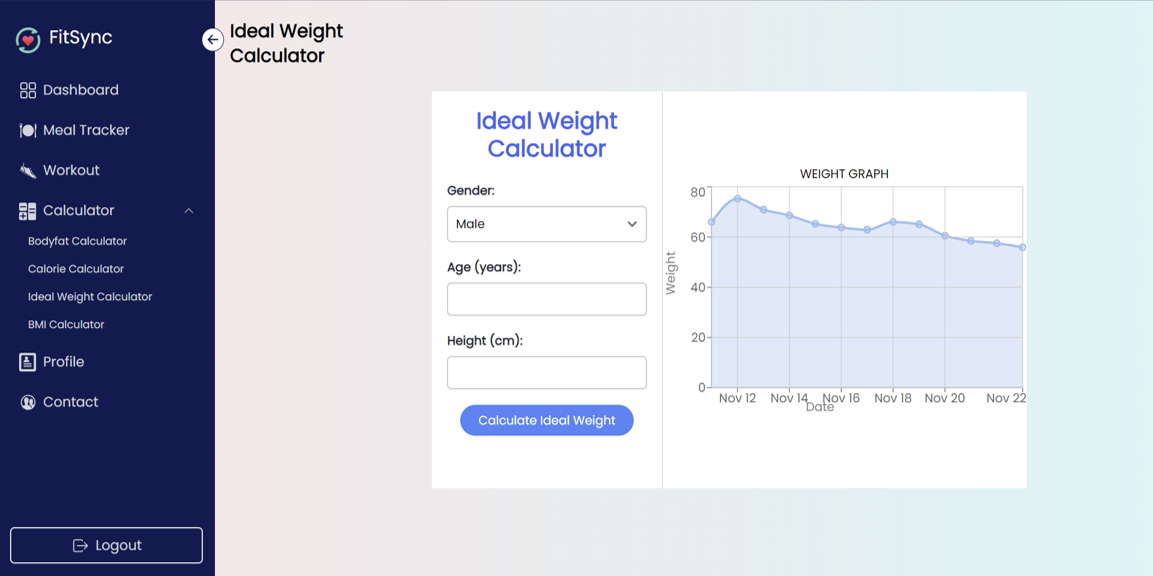 FitSync
Dashboard
Meal Tracker
Workout
Calculator
Bodyfat Calculator
Calorie Calculator
Ideal Weight Calculator
BMI Calculator
Profile
Contact
Logout
Ideal Weight
Calculator
Ideal Weight
Calculator
Gender:
Male
Age (years):
Height (cm):
Calculate Ideal Weight
WEIGHT GRAPH
80
60
40
20
0
Weight
Nov 12 Nov 14 Nov 16 Nov 18 Nov 20 Nov 22
Date